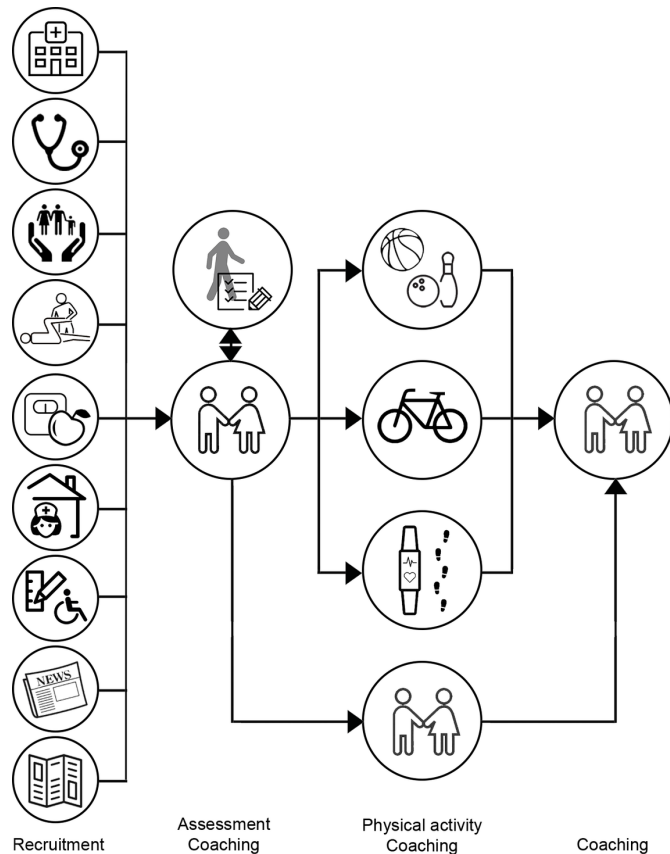 NEWS
Recruitment
Assessment
Coaching
Physical activity
Coaching
Coaching